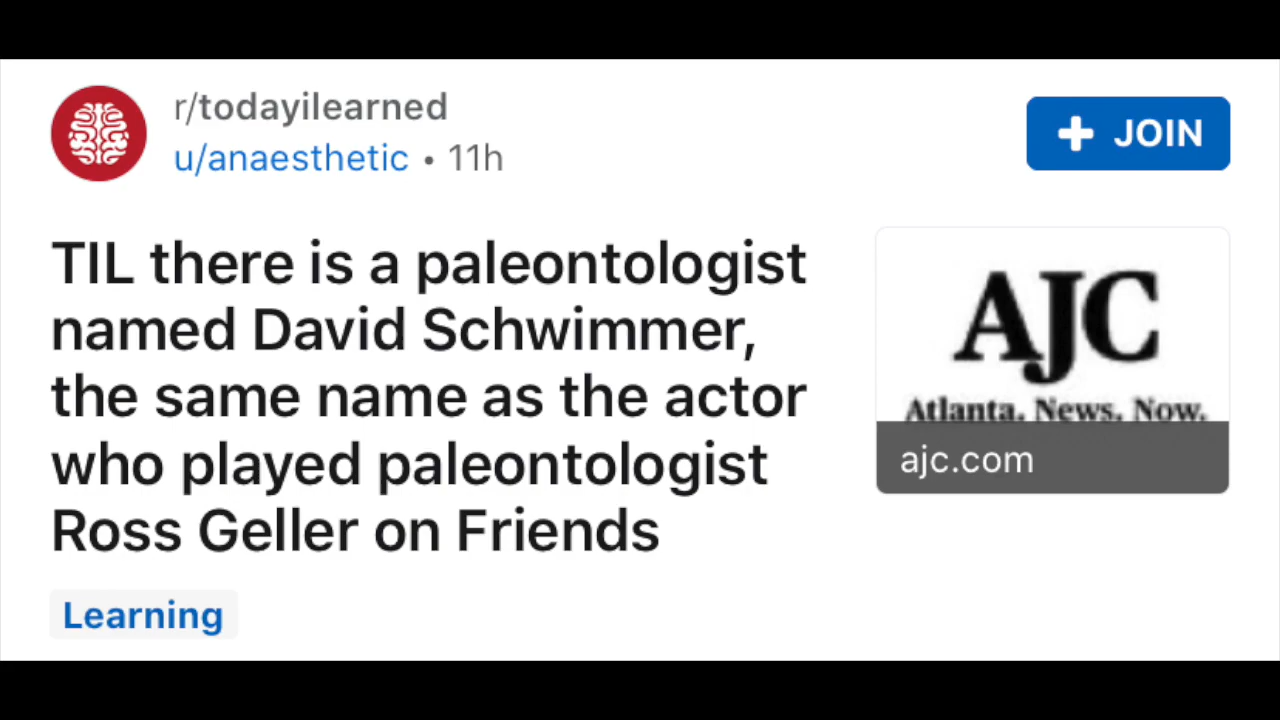 r/todayilearned
u/anaesthetic • 11h
+ JOIN
TIL there is a paleontologist
named David Schwimmer,
the same name as the actor
who played paleontologist
Ross Geller on Friends
AJC
Atlanta. News. Now.
ajc.com
Learning